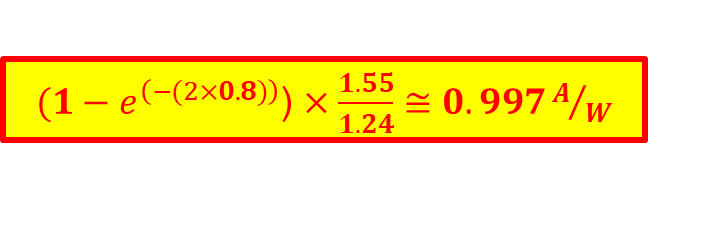 (1 − e^(−(2×0.8))) × 1.55/1.24 ≅ 0.997 A/W